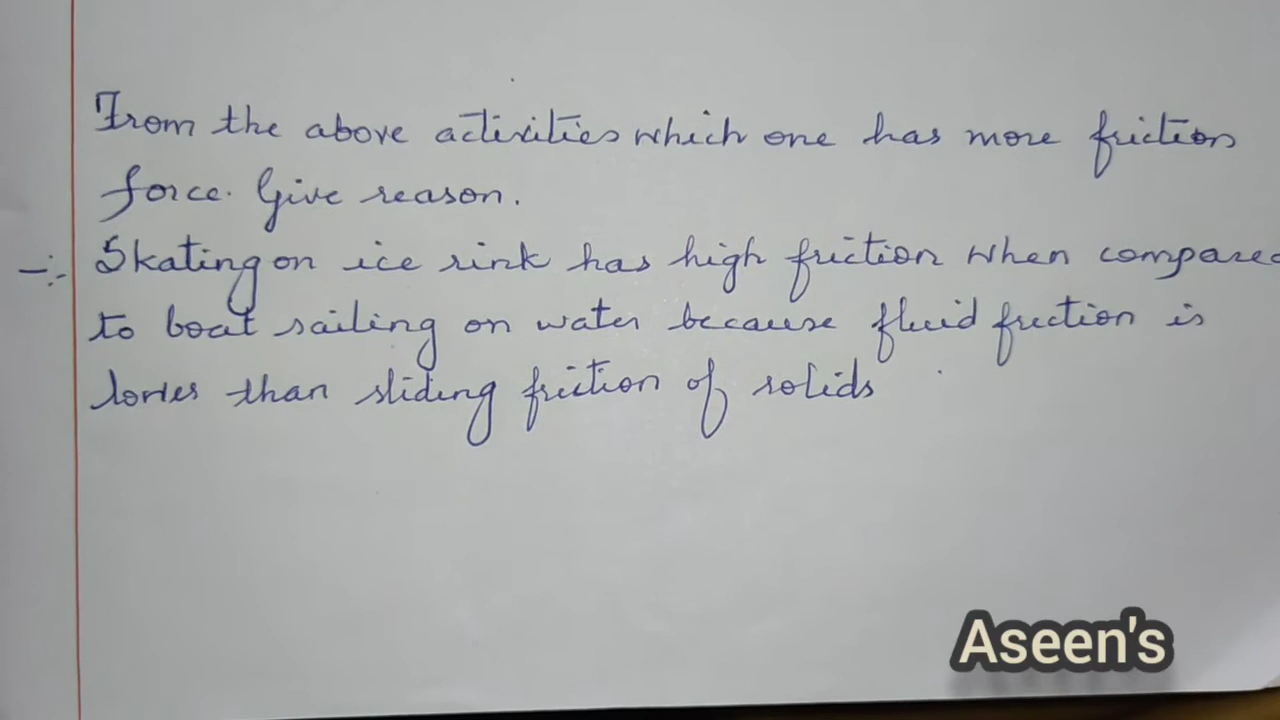 From the above activities which one has more friction
force. Give reason.
-:- Skating on ice rink has high friction when compared
to boat sailing on water because fluid friction is
lower than sliding friction of solids
Aseen's